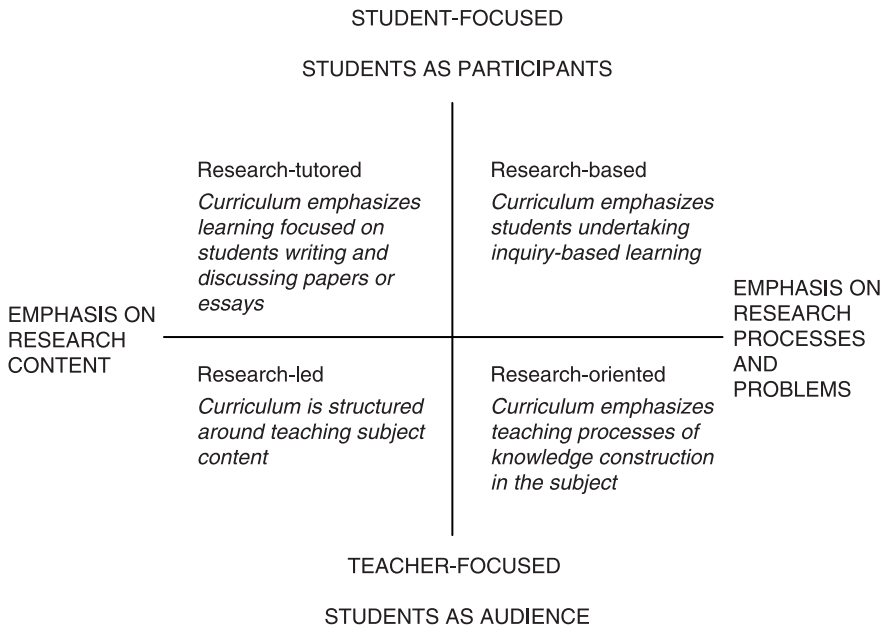 STUDENT-FOCUSED
STUDENTS AS PARTICIPANTS
Research-tutored
Curriculum emphasizes
learning focused on
students writing and
discussing papers or
essays
Research-based
Curriculum emphasizes
students undertaking
inquiry-based learning
EMPHASIS ON
RESEARCH
CONTENT
EMPHASIS ON
RESEARCH
PROCESSES
AND
PROBLEMS
Research-led
Curriculum is structured
around teaching subject
content
Research-oriented
Curriculum emphasizes
teaching processes of
knowledge construction
in the subject
TEACHER-FOCUSED
STUDENTS AS AUDIENCE